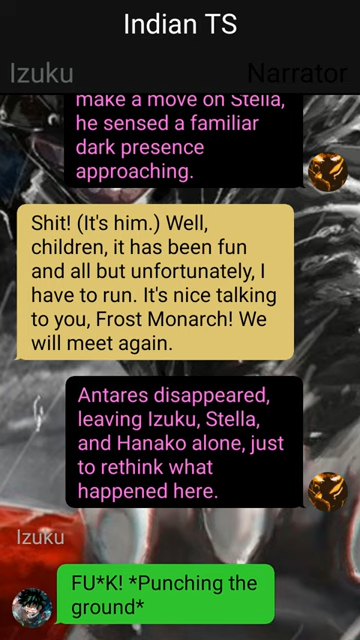 Indian TS
Izuku Narrator
make a move on Stella,
he sensed a familiar
dark presence
approaching.
Shit! (It's him.) Well,
children, it has been fun
and all but unfortunately, I
have to run. It's nice talking
to you, Frost Monarch! We
will meet again.
Antares disappeared,
leaving Izuku, Stella,
and Hanako alone, just
to rethink what
happened here.
Izuku
FU*K! *Punching the
ground*